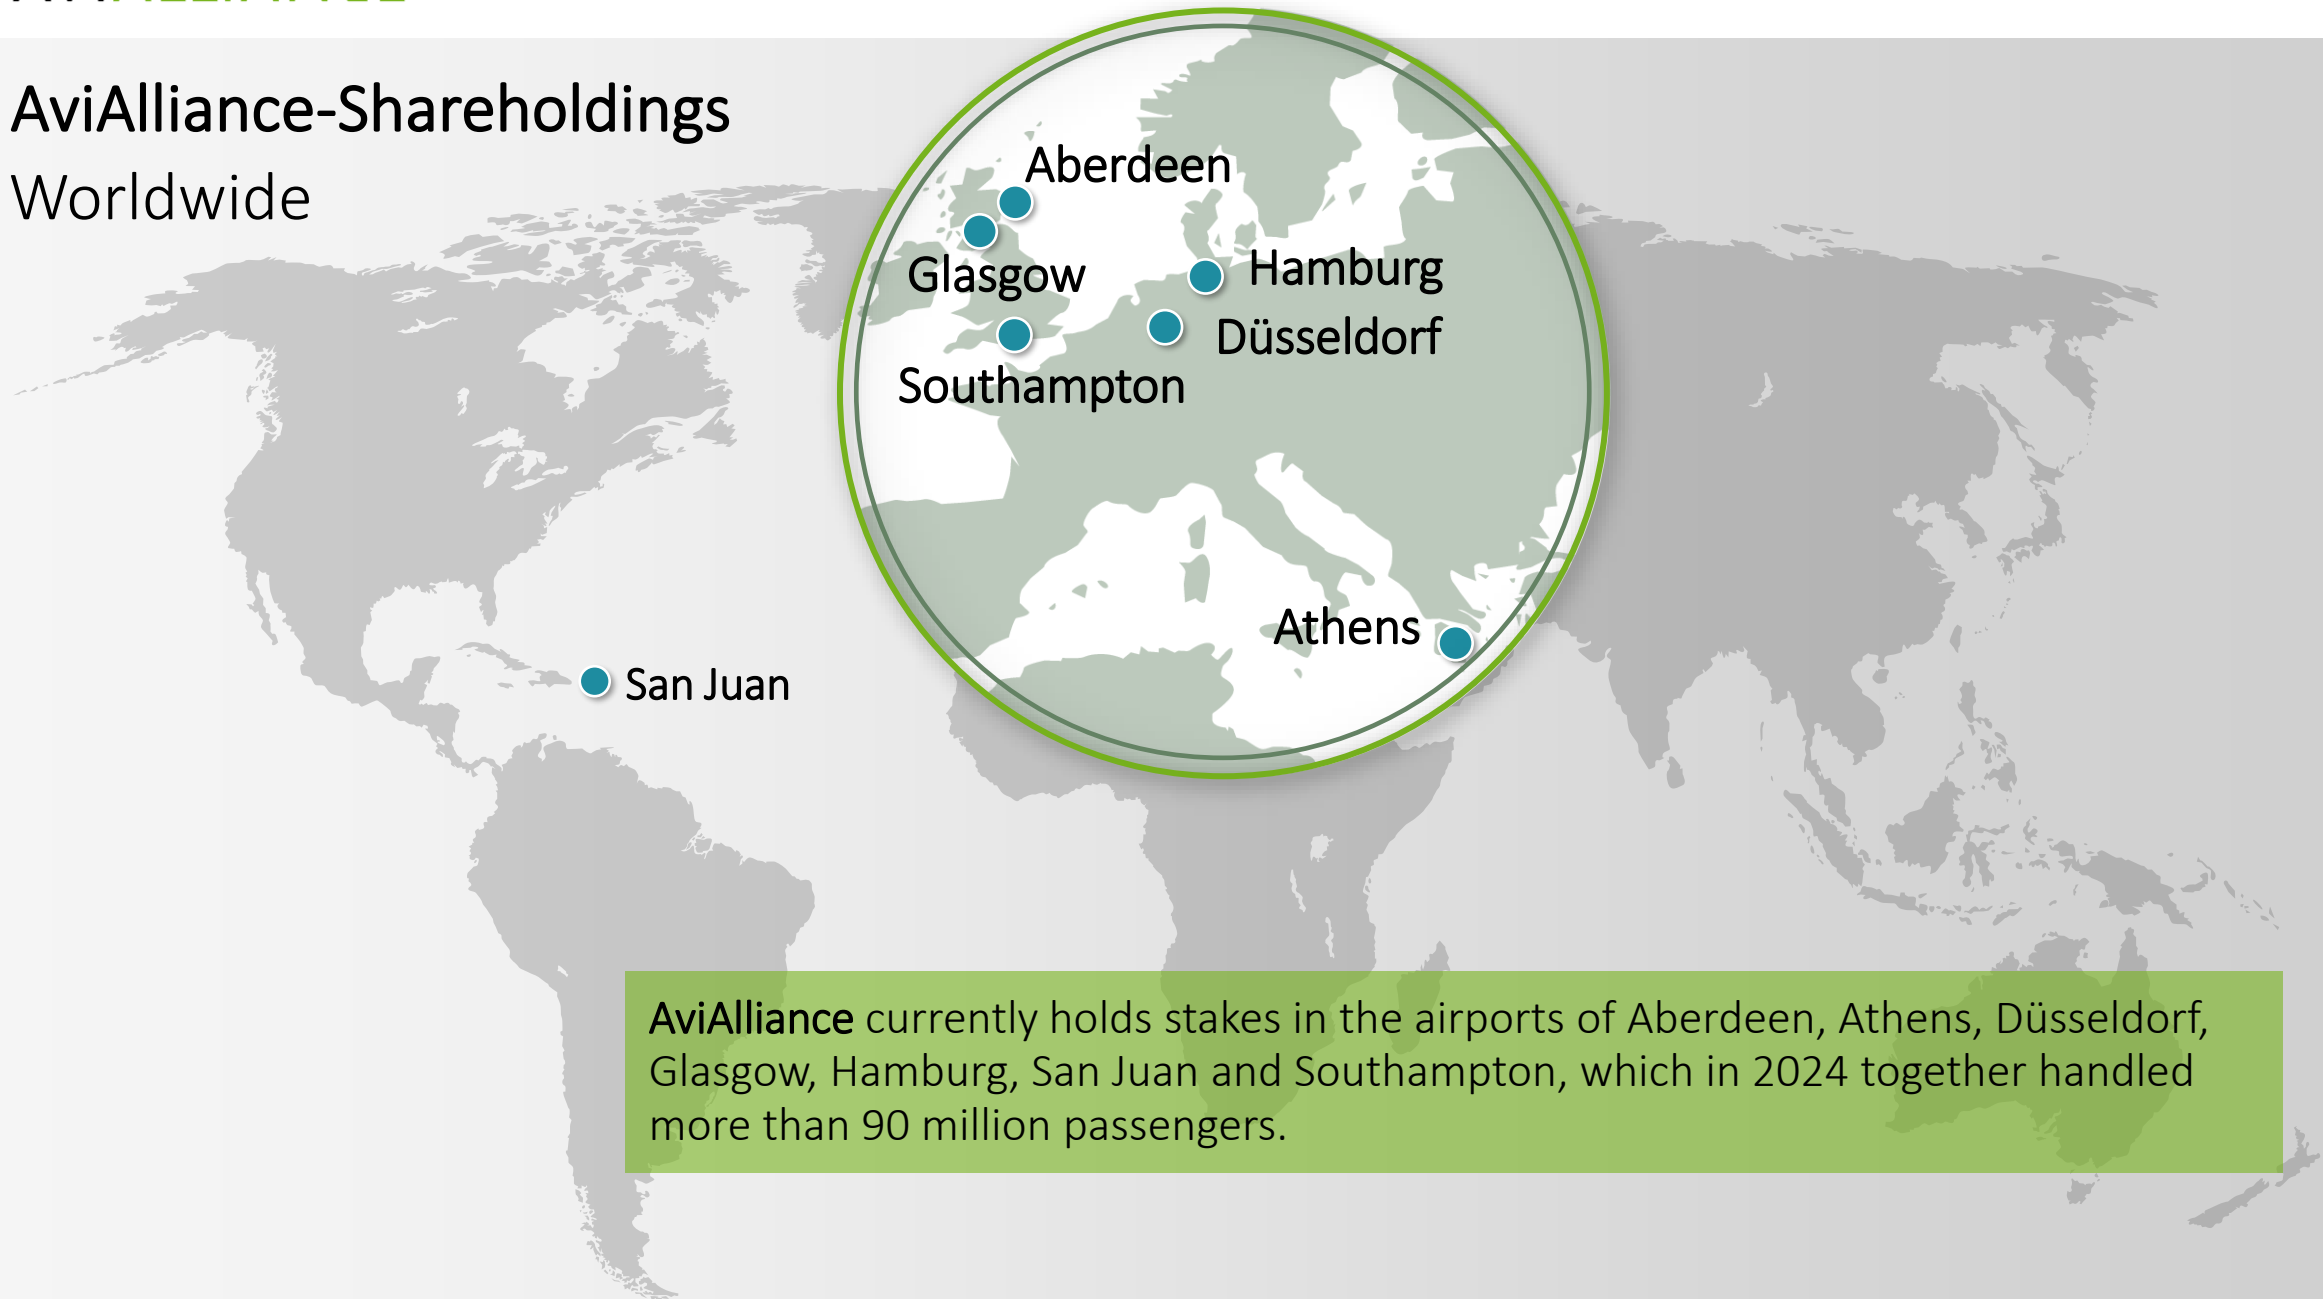 AviAlliance-Shareholdings
Worldwide
Aberdeen
Glasgow
Hamburg
Düsseldorf
Southampton
Athens
San Juan
AviAlliance currently holds stakes in the airports of Aberdeen, Athens, Düsseldorf,
Glasgow, Hamburg, San Juan and Southampton, which in 2024 together handled
more than 90 million passengers.